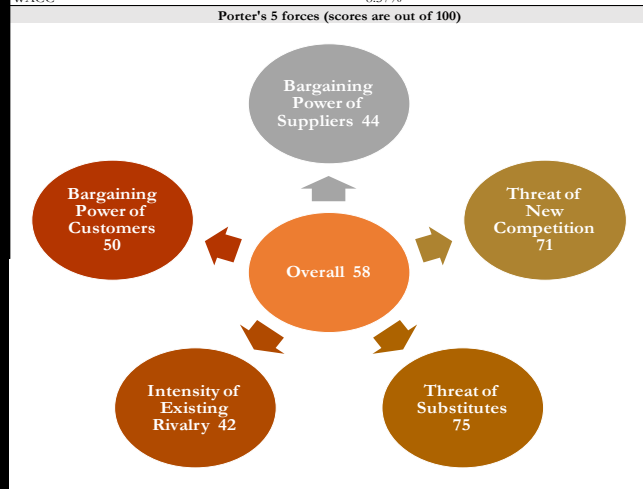 Porter's 5 forces (scores are out of 100)
Bargaining
Power of
Suppliers 44
Bargaining
Power of
Customers
50
Threat of
New
Competition
71
Overall 58
Intensity of
Existing
Rivalry 42
Threat of
Substitutes
75